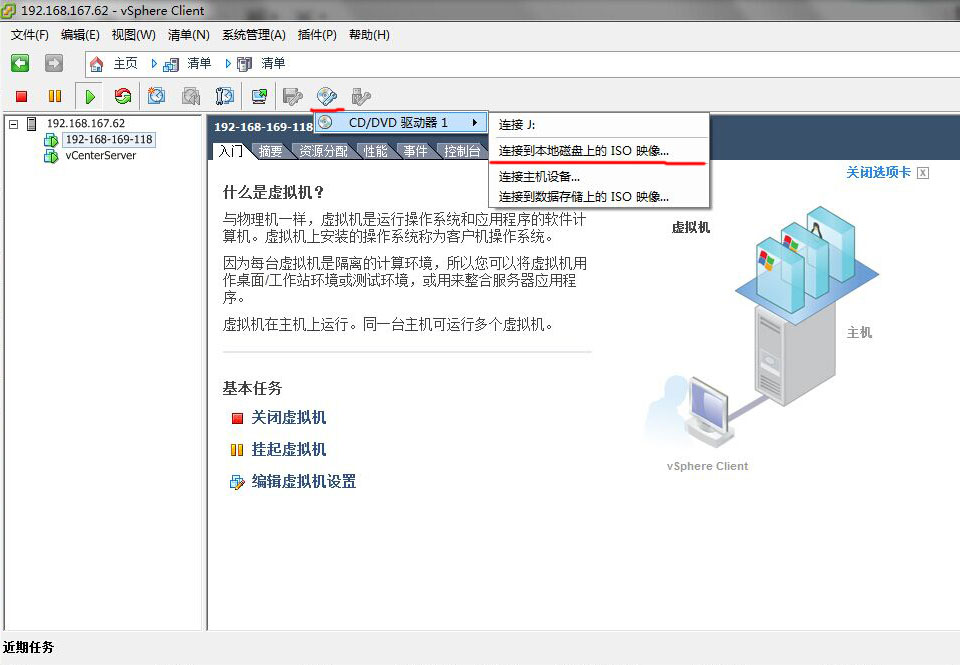 192.168.167.62 - vSphere Client
文件(F) 编辑(E) 视图(W) 清单(N) 系统管理(A) 插件(P) 帮助(H)
主页 清单 清单
CD/DVD 驱动器 1
连接 J:
连接到本地磁盘上的 ISO 映像...
连接主机设备...
连接到数据存储上的 ISO 映像...
192.168.167.62
192-168-169-118
vCenterServer
192-168-169-118
入门 摘要 资源分配 性能 事件 控制台
关闭选项卡 X
什么是虚拟机？
与物理机一样，虚拟机是运行操作系统和应用程序的软件计
算机。虚拟机上安装的操作系统称为客户机操作系统。
因为每台虚拟机是隔离的计算环境，所以您可以将虚拟机用
作桌面/工作站环境或测试环境，或用来整合服务器应用程
序。
虚拟机在主机上运行。同一台主机可运行多个虚拟机。
基本任务
关闭虚拟机
挂起虚拟机
编辑虚拟机设置
虚拟机
主机
vSphere Client
近期任务